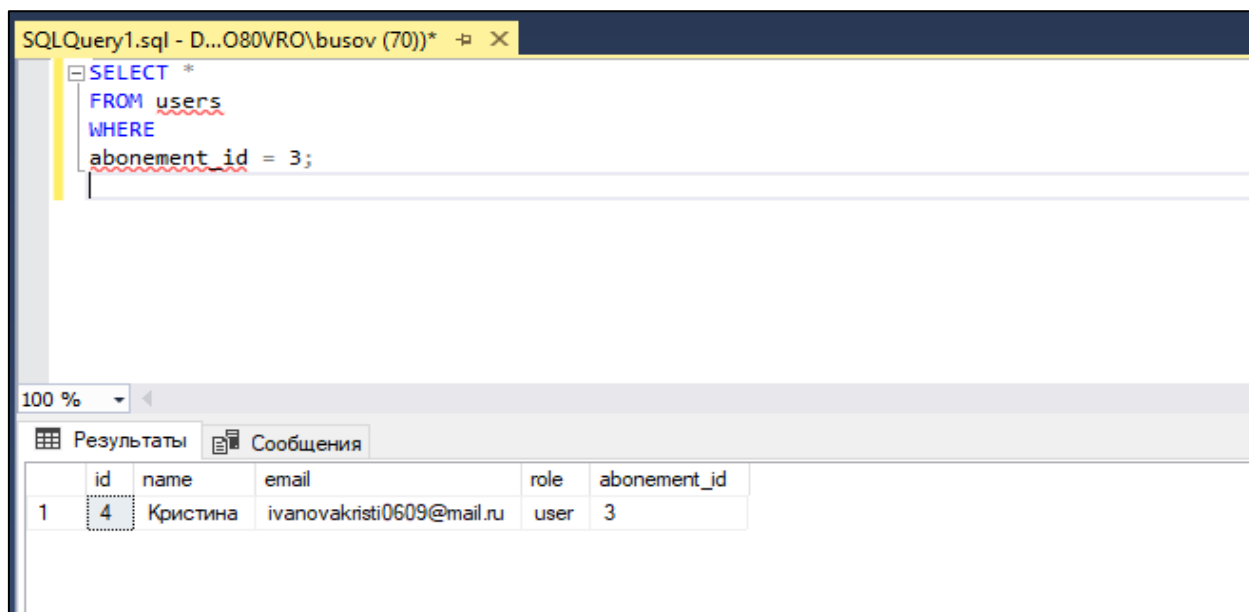 SQLQuery1.sql - D...O80VRO\busov (70))*
SELECT *
FROM users
WHERE
abonement_id = 3;
100 %
Результаты Сообщения
id name email role abonement_id
1 4 Кристина ivanovakristi0609@mail.ru user 3